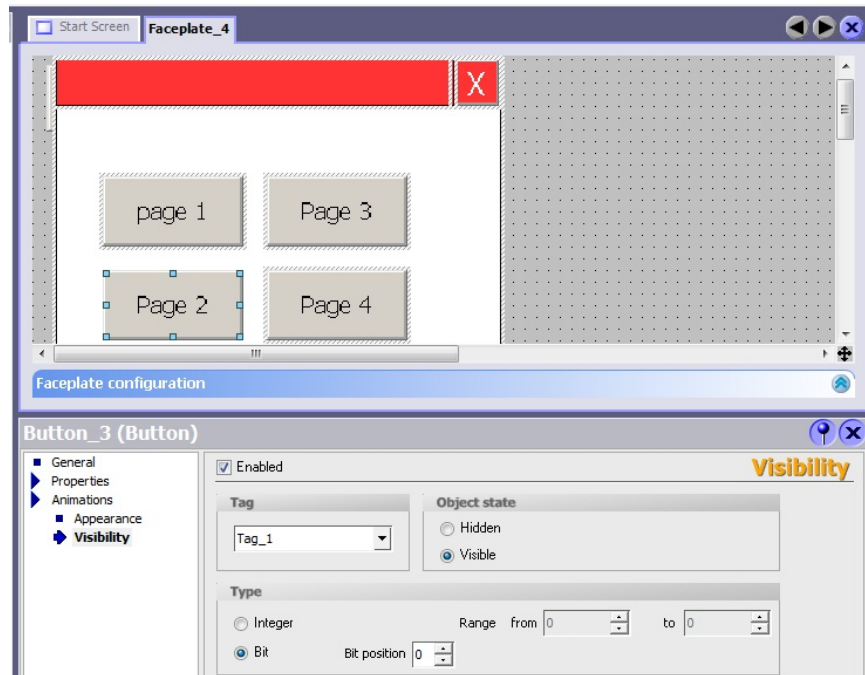 Start Screen Faceplate_4
X
page 1 Page 3
Page 2 Page 4
Faceplate configuration
Button_3 (Button)
General
Properties
Animations
Appearance
Visibility
Enabled Visibility
Tag Object state
Tag_1
Hidden
Visible
Type
Integer Range from 0 to 0
Bit Bit position 0